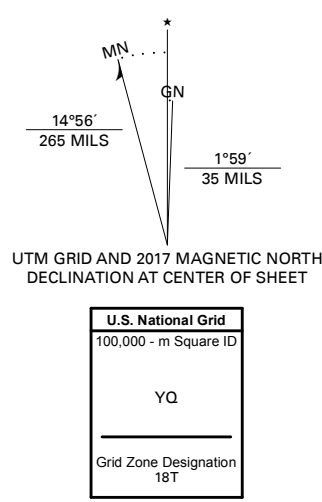 ★
MN
GN
14°56´
265 MILS
1°59´
35 MILS
UTM GRID AND 2017 MAGNETIC NORTH
DECLINATION AT CENTER OF SHEET
U.S. National Grid
100,000 - m Square ID
YQ
Grid Zone Designation
18T